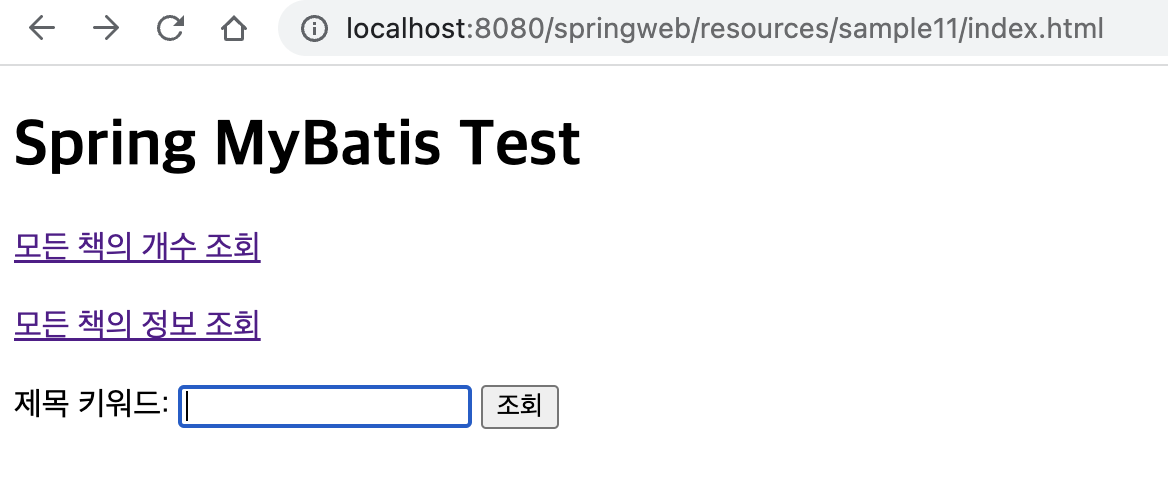 localhost:8080/springweb/resources/sample11/index.html
Spring MyBatis Test
모든 책의 개수 조회
모든 책의 정보 조회
제목 키워드: 조회